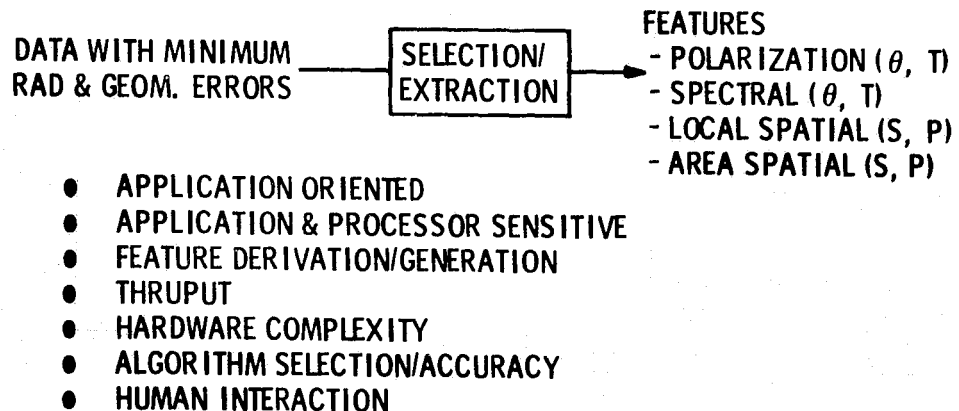 DATA WITH MINIMUM
RAD & GEOM. ERRORS
SELECTION/
EXTRACTION
FEATURES
- POLARIZATION (θ, T)
- SPECTRAL (θ, T)
- LOCAL SPATIAL (S, P)
- AREA SPATIAL (S, P)
● APPLICATION ORIENTED
● APPLICATION & PROCESSOR SENSITIVE
● FEATURE DERIVATION/GENERATION
● THRUPUT
● HARDWARE COMPLEXITY
● ALGORITHM SELECTION/ACCURACY
● HUMAN INTERACTION